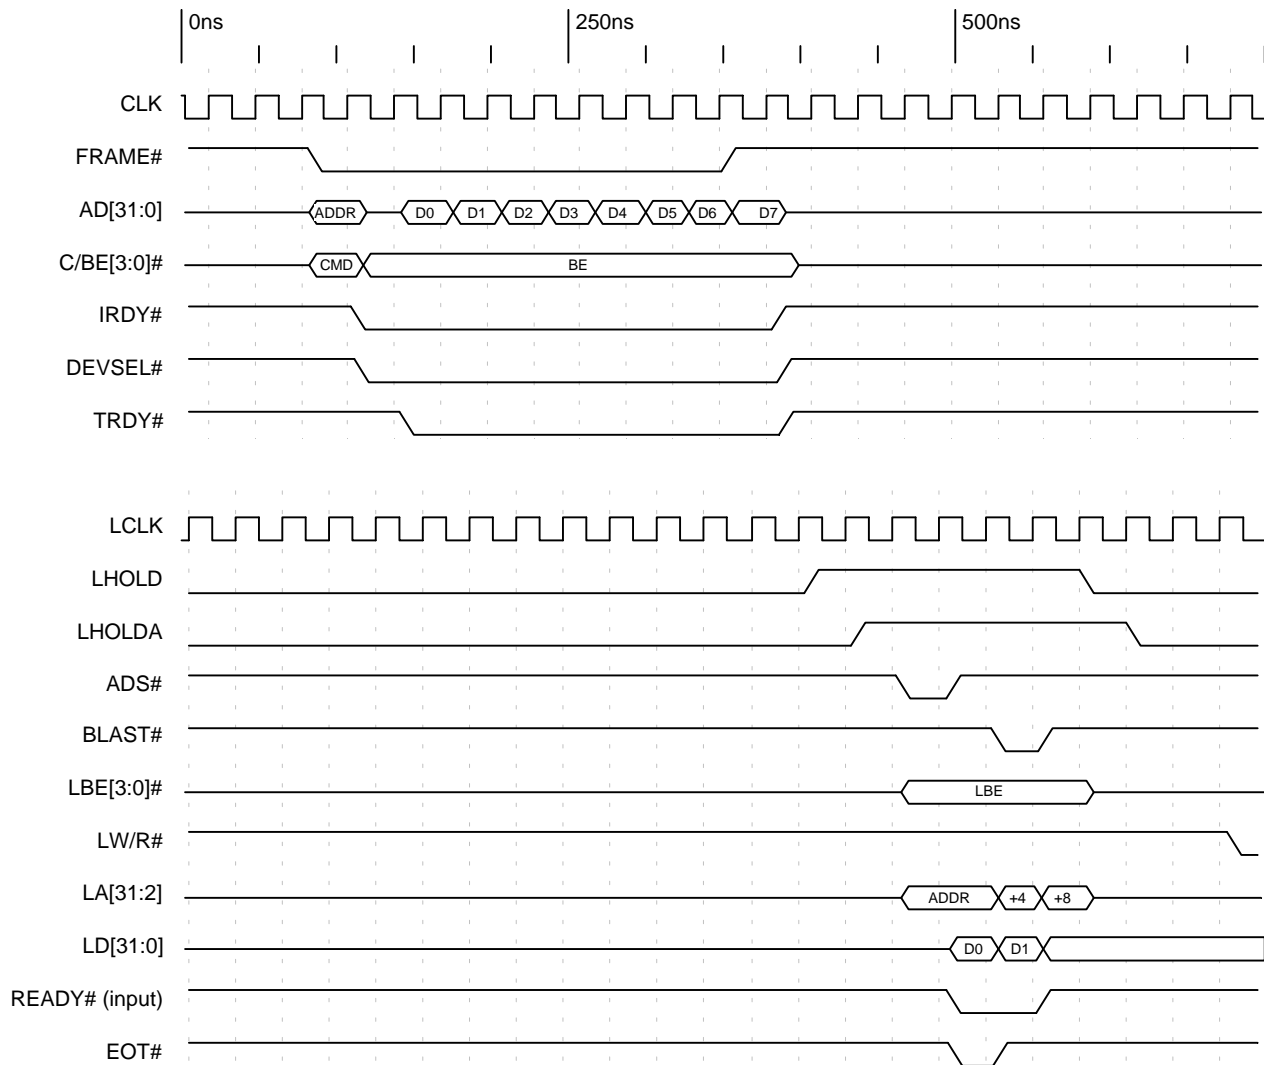 0ns 250ns 500ns
CLK
FRAME#
AD[31:0] ADDR D0 D1 D2 D3 D4 D5 D6 D7
C/BE[3:0]# CMD BE
IRDY#
DEVSEL#
TRDY#
LCLK
LHOLD
LHOLDA
ADS#
BLAST#
LBE[3:0]# LBE
LW/R#
LA[31:2] ADDR +4 +8
LD[31:0] D0 D1
READY# (input)
EOT#